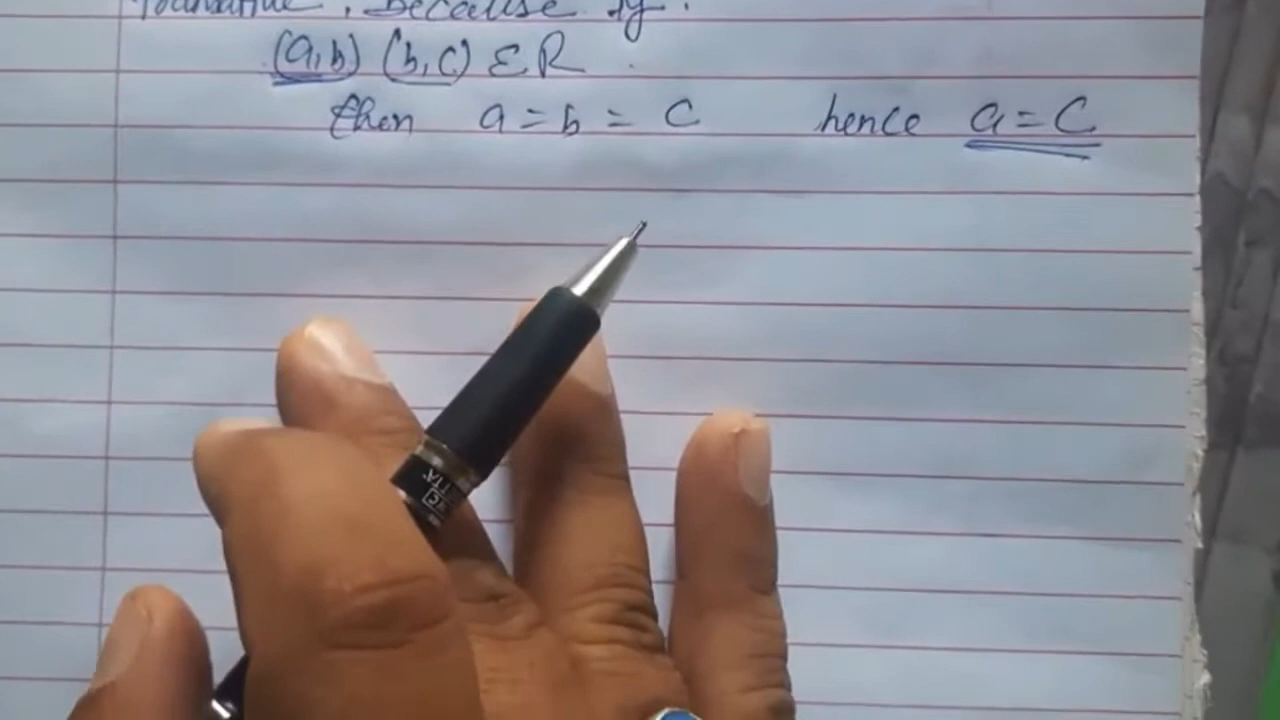 because if
(a,b) (b,c) ε R .
then a = b = c hence a = c